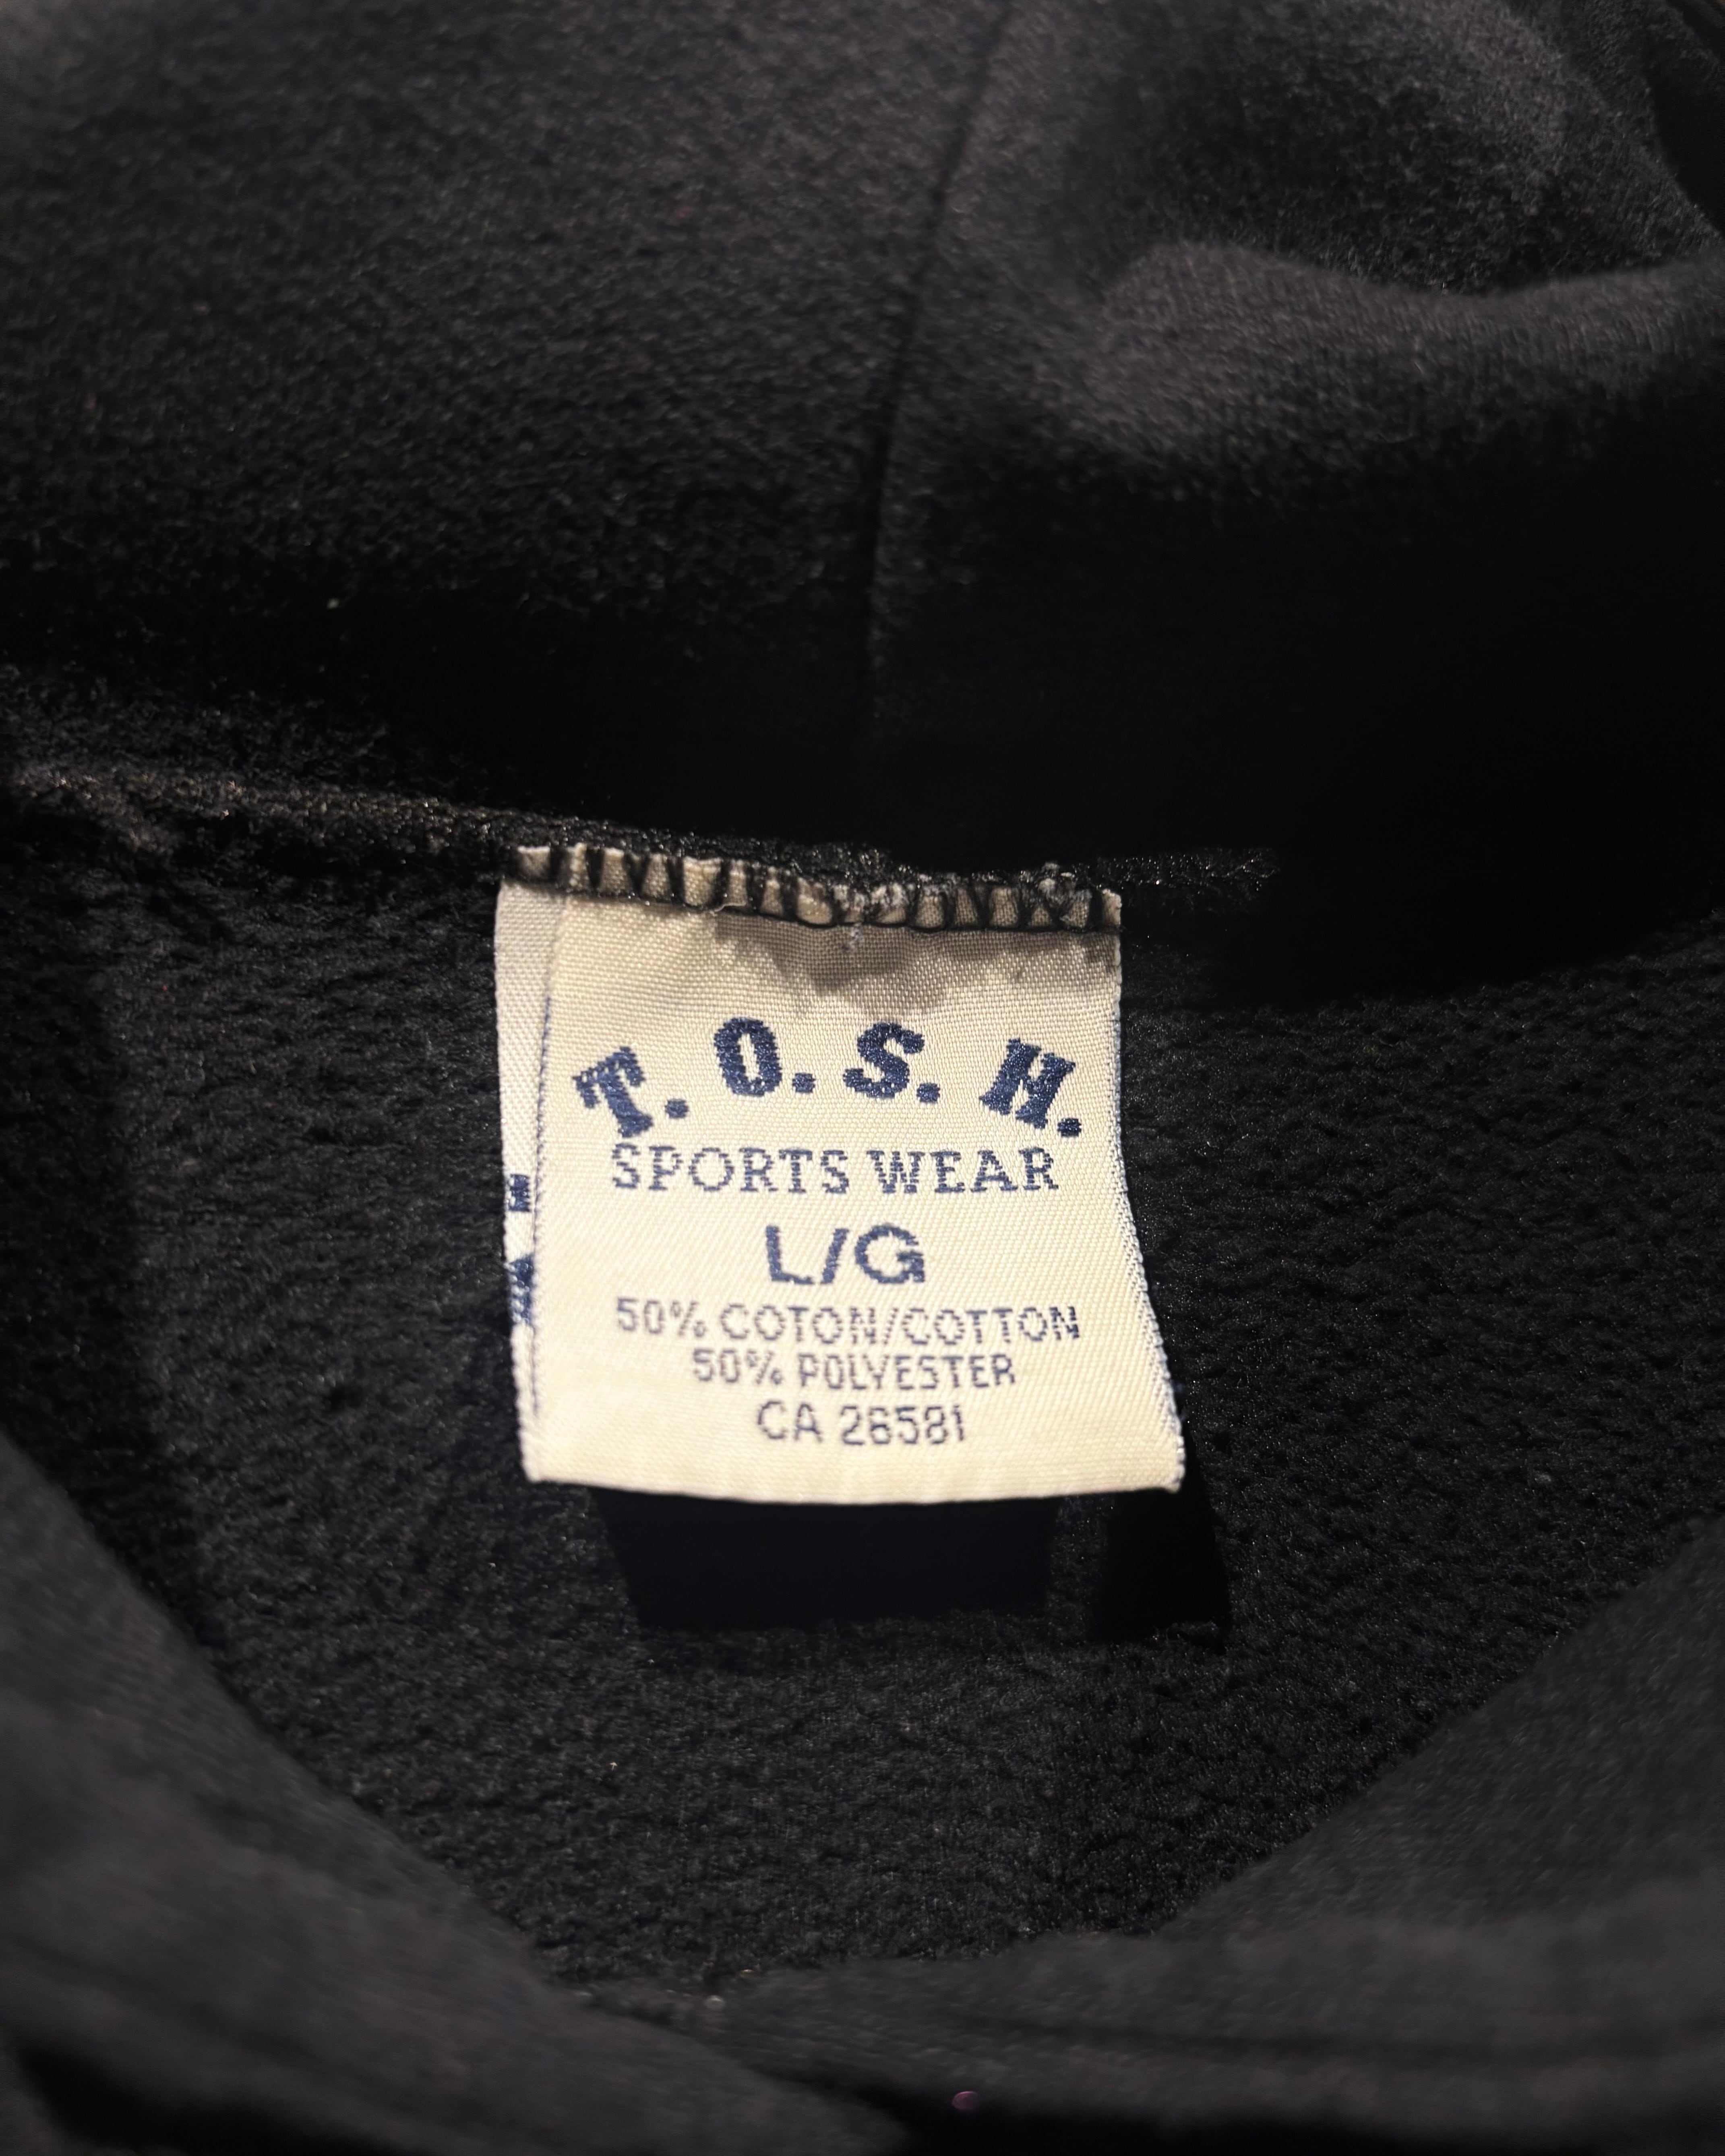 T.O.S.H.
SPORTS WEAR
L/G
50% COTON/COTTON
50% POLYESTER
CA 26581